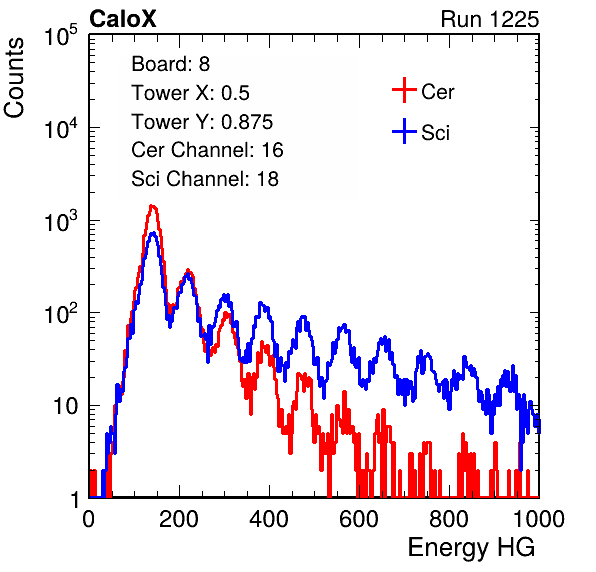 CaloX Run 1225
Counts
10^5
10^4
10^3
10^2
10
1
Board: 8
Tower X: 0.5
Tower Y: 0.875
Cer Channel: 16
Sci Channel: 18
Cer
Sci
0 200 400 600 800 1000
Energy HG